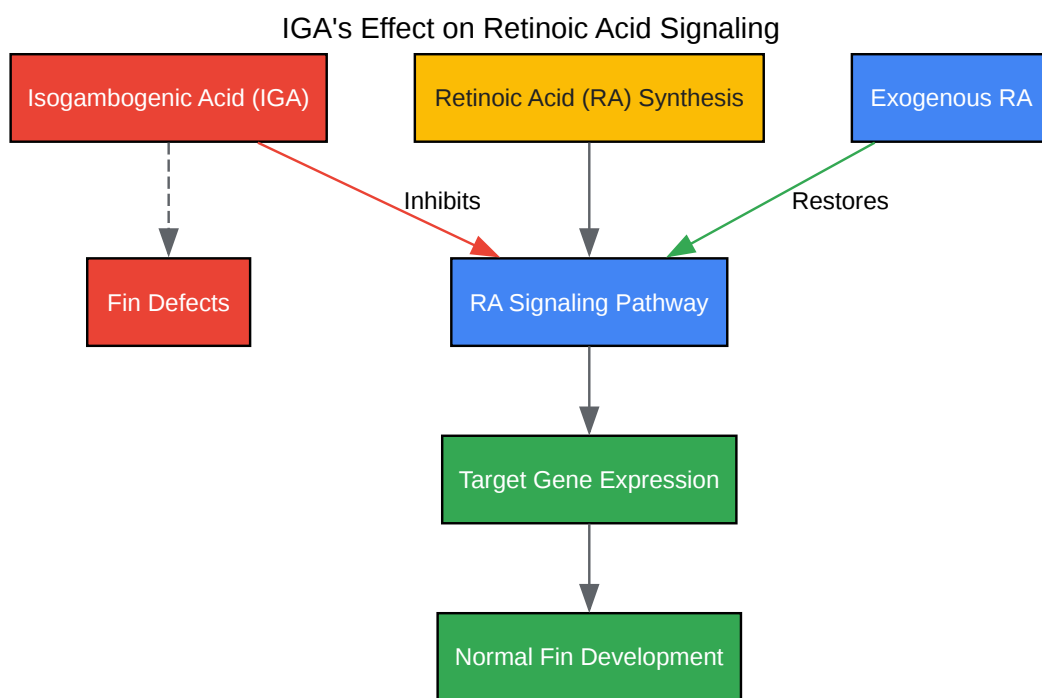 IGA's Effect on Retinoic Acid Signaling
Isogambogenic Acid (IGA)
Retinoic Acid (RA) Synthesis
Exogenous RA
Inhibits
Restores
Fin Defects
RA Signaling Pathway
Target Gene Expression
Normal Fin Development